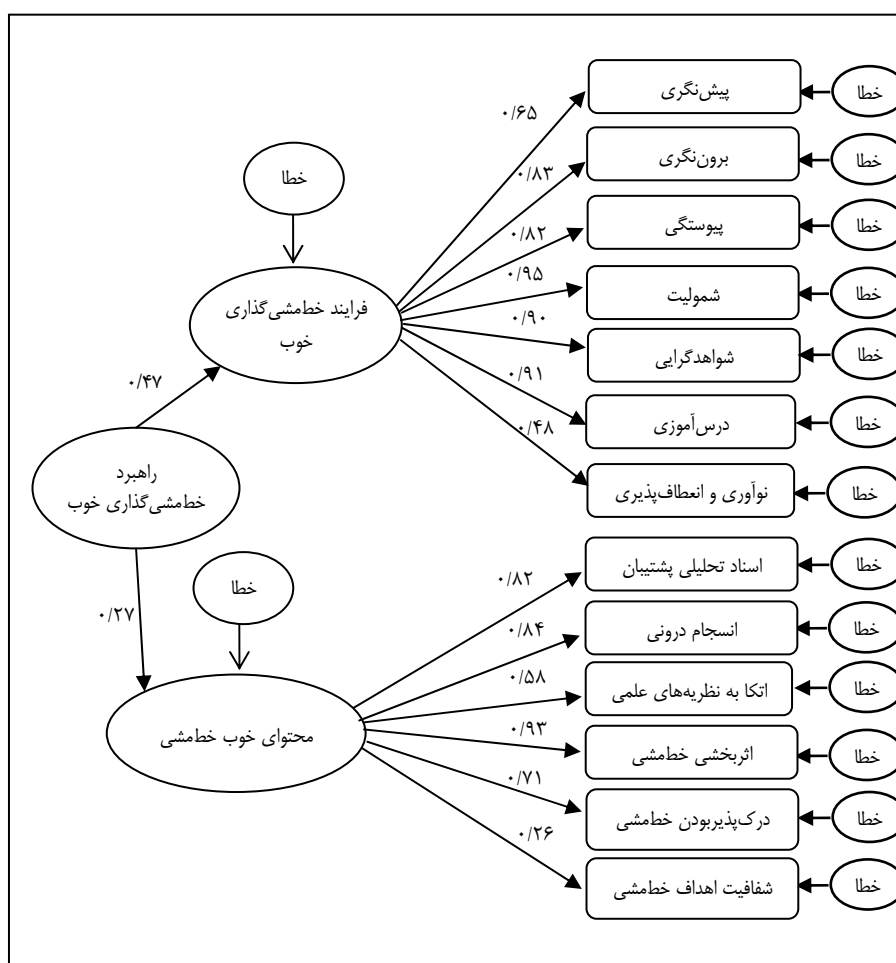 پیش‌نگری
خطا
۰/۶۵
برون‌نگری
خطا
۰/۸۳
خطا
پیوستگی
خطا
۰/۸۲
شمولیت
خطا
۰/۹۵
فرایند خط‌مشی‌گذاری
خوب
شواهدگرایی
خطا
۰/۹۰
۰/۴۷
درس‌آموزی
خطا
۰/۹۱
راهبرد
خط‌مشی‌گذاری خوب
نوآوری و انعطاف‌پذیری
خطا
۰/۴۸
اسناد تحلیلی پشتیبان
خطا
۰/۸۲
خطا
۰/۲۷
انسجام درونی
خطا
۰/۸۴
اتکا به نظریه‌های علمی
خطا
۰/۵۸
محتوای خوب خط‌مشی
اثربخشی خط‌مشی
خطا
۰/۹۳
درک‌پذیربودن خط‌مشی
خطا
۰/۷۱
شفافیت اهداف خط‌مشی
خطا
۰/۲۶